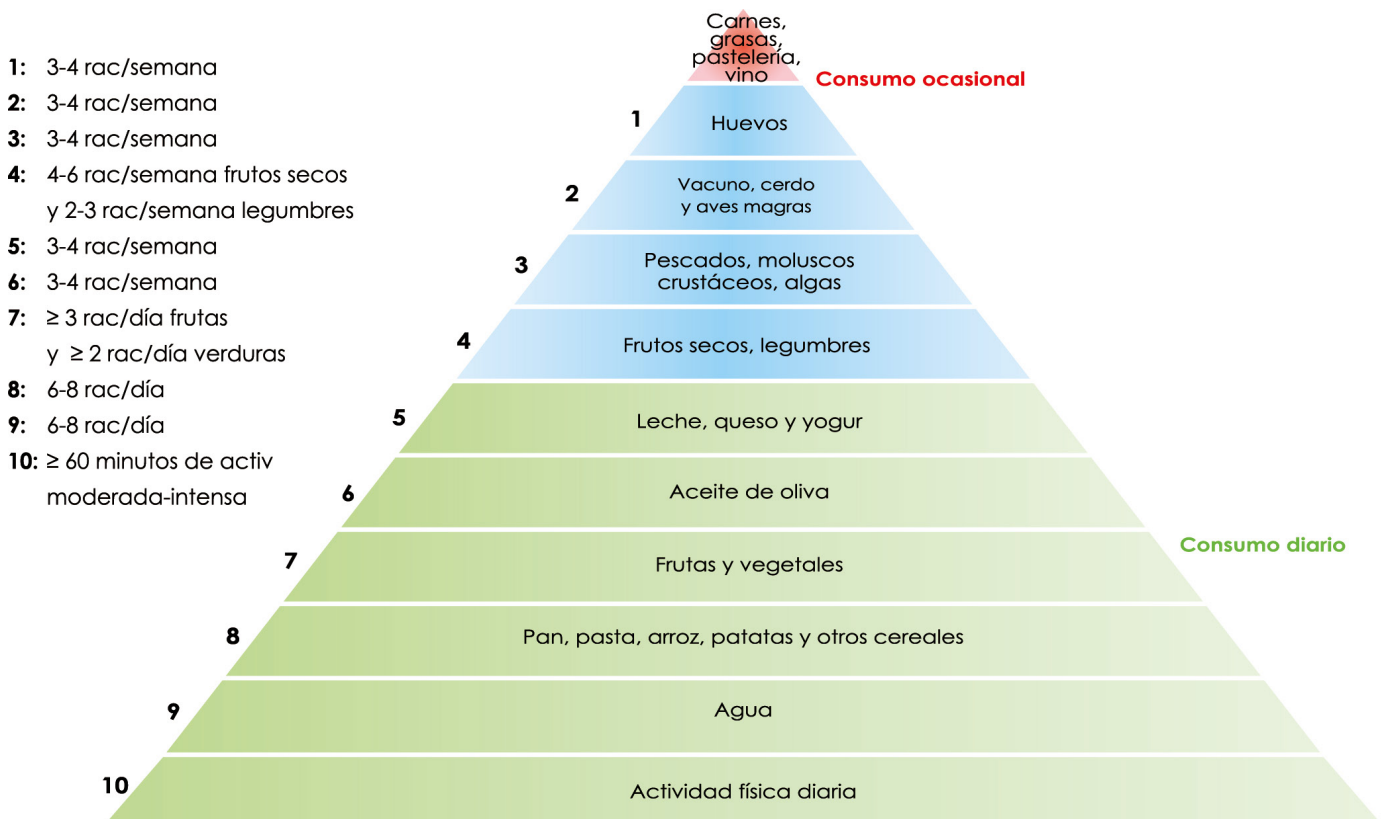 1: 3-4 rac/semana
2: 3-4 rac/semana
3: 3-4 rac/semana
4: 4-6 rac/semana frutos secos
y 2-3 rac/semana legumbres
5: 3-4 rac/semana
6: 3-4 rac/semana
7: ≥ 3 rac/día frutas
y ≥ 2 rac/día verduras
8: 6-8 rac/día
9: 6-8 rac/día
10: ≥ 60 minutos de activ
moderada-intensa
Carnes,
grasas,
pastelería,
vino
Consumo ocasional
1
Huevos
2
Vacuno, cerdo
y aves magras
3
Pescados, moluscos
crustáceos, algas
4
Frutos secos, legumbres
5
Leche, queso y yogur
6
Aceite de oliva
Consumo diario
7
Frutas y vegetales
8
Pan, pasta, arroz, patatas y otros cereales
9
Agua
10
Actividad física diaria